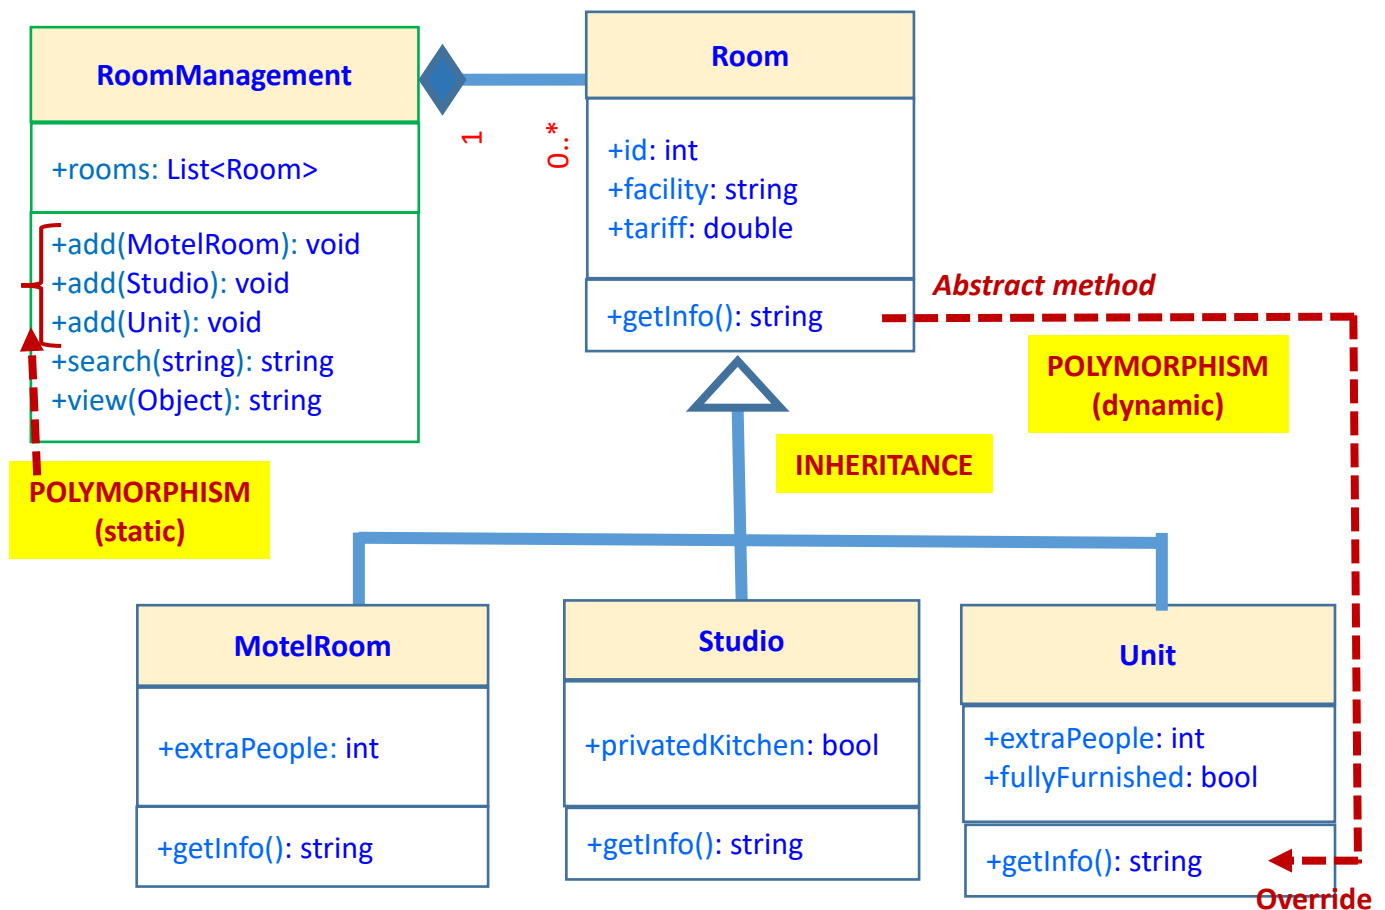 RoomManagement
+rooms: List<Room>
+add(MotelRoom): void
+add(Studio): void
+add(Unit): void
+search(string): string
+view(Object): string
POLYMORPHISM
(static)
1
0..*
Room
+id: int
+facility: string
+tariff: double
+getInfo(): string
Abstract method
POLYMORPHISM
(dynamic)
INHERITANCE
MotelRoom
+extraPeople: int
+getInfo(): string
Studio
+privatedKitchen: bool
+getInfo(): string
Unit
+extraPeople: int
+fullyFurnished: bool
+getInfo(): string
Override